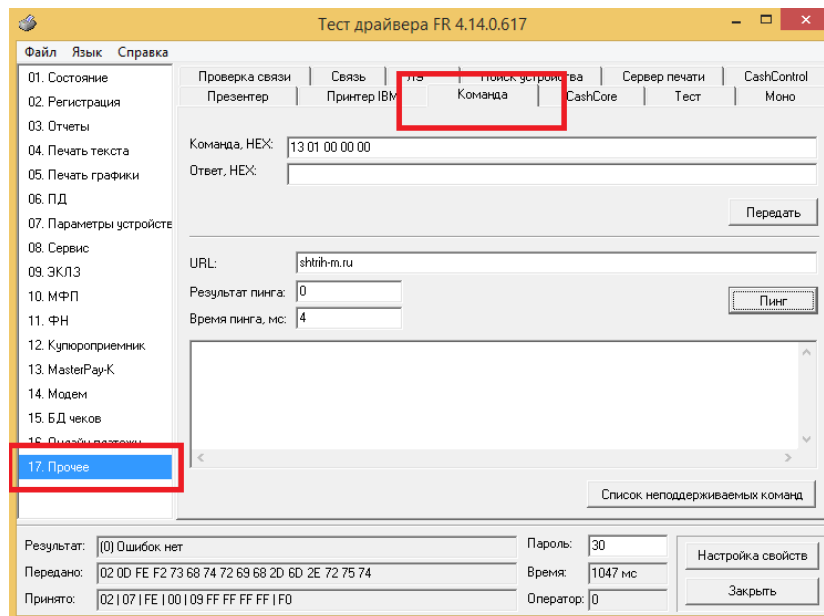 Тест драйвера FR 4.14.0.617
Файл Язык Справка
01. Состояние
02. Регистрация
03. Отчеты
04. Печать текста
05. Печать графики
06. ПД
07. Параметры устройств
08. Сервис
09. ЭКЛЗ
10. МФП
11. ФН
12. Купюроприемник
13. MasterPay-K
14. Модем
15. БД чеков
16. Онлайн платежи
17. Прочее
Проверка связи Связь ЛЭ Поиск устройства Сервер печати CashControl
Презентер Принтер IBM Команда CashCore Тест Моно
Команда, HEX: 13 01 00 00 00
Ответ, HEX:
Передать
URL: shtrih-m.ru
Результат пинга: 0
Пинг
Время пинга, мс: 4
Список неподдерживаемых команд
Результат: (0) Ошибок нет Пароль: 30
Настройка свойств
Передано: 02 0D FE F2 73 68 74 72 69 68 2D 6D 2E 72 75 74 Время: 1047 мс
Принято: 02 | 07 | FE | 00 | 09 FF FF FF FF | F0 Оператор: 0
Закрыть